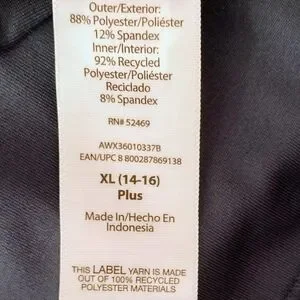 Outer/Exterior:
88% Polyester/Poliéster
12% Spandex
Inner/Interior:
92% Recycled
Polyester/Poliéster
Reciclado
8% Spandex
RN# 52469
AWX36010337B
EAN/UPC 8 800287869138
XL (14-16)
Plus
Made In/Hecho En
Indonesia
THIS LABEL YARN IS MADE
OUT OF 100% RECYCLED
POLYESTER MATERIALS